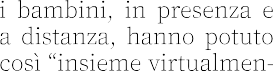 i bambini, in presenza e
a distanza, hanno potuto
così “insieme virtualmen-